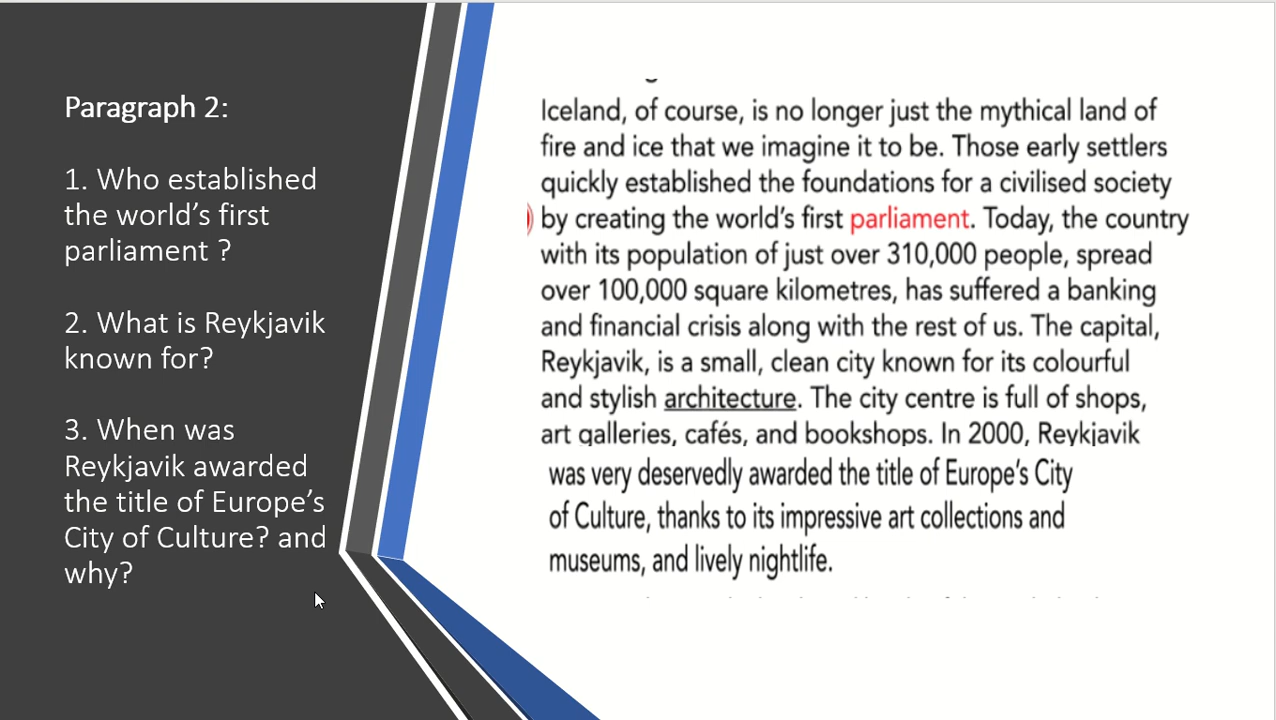 Paragraph 2:
1. Who established
the world's first
parliament ?
2. What is Reykjavik
known for?
3. When was
Reykjavik awarded
the title of Europe's
City of Culture? and
why?
Iceland, of course, is no longer just the mythical land of
fire and ice that we imagine it to be. Those early settlers
quickly established the foundations for a civilised society
by creating the world's first parliament. Today, the country
with its population of just over 310,000 people, spread
over 100,000 square kilometres, has suffered a banking
and financial crisis along with the rest of us. The capital,
Reykjavik, is a small, clean city known for its colourful
and stylish architecture. The city centre is full of shops,
art galleries, cafés, and bookshops. In 2000, Reykjavik
was very deservedly awarded the title of Europe's City
of Culture, thanks to its impressive art collections and
museums, and lively nightlife.